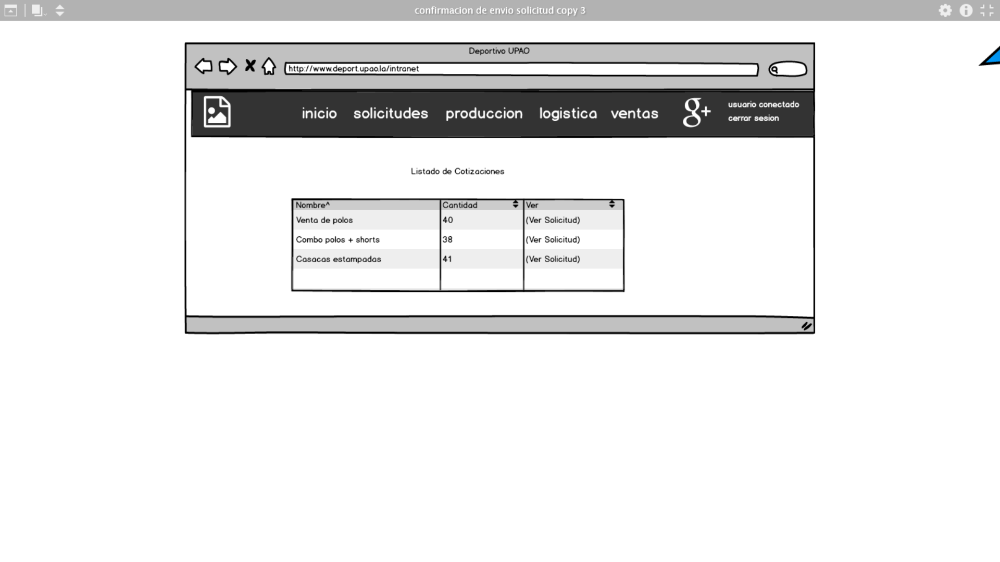 confirmacion de envio solicitud copy 3
Deportivo UPAO
http://www.deport.upao.la/intranet
inicio solicitudes produccion logistica ventas g+ usuario conectado
cerrar sesion
Listado de Cotizaciones
Nombre^ Cantidad Ver
Venta de polos 40 (Ver Solicitud)
Combo polos + shorts 38 (Ver Solicitud)
Casacas estampadas 41 (Ver Solicitud)